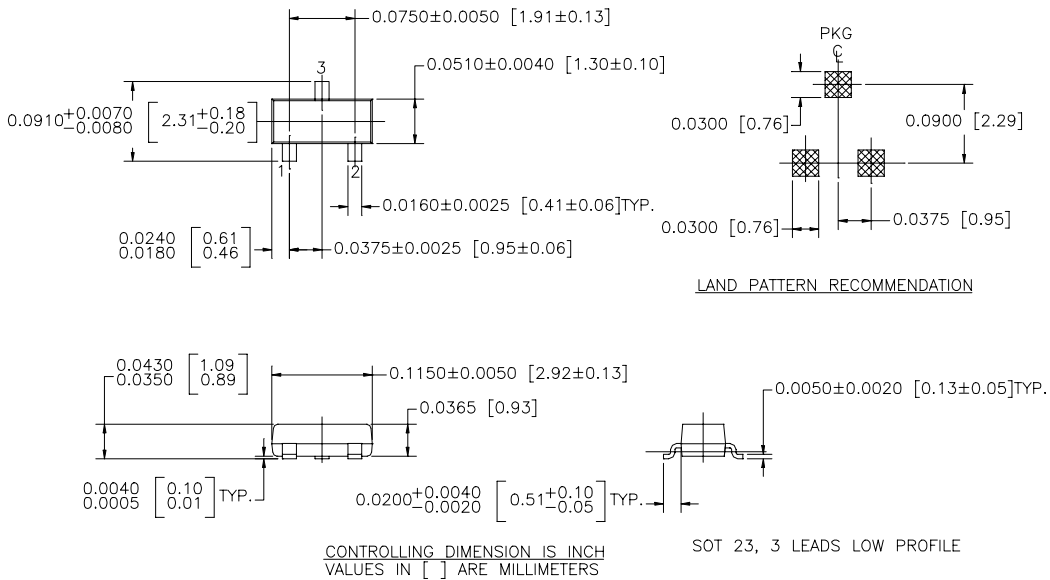 0.0750±0.0050 [1.91±0.13]
PKG
CL
3
0.0510±0.0040 [1.30±0.10]
0.0910+0.0070 [2.31+0.18]
-0.0080 -0.20
0.0300 [0.76]
0.0900 [2.29]
1
2
0.0160±0.0025 [0.41±0.06]TYP.
0.0240 [0.61]
0.0180 0.46
0.0375±0.0025 [0.95±0.06]
0.0300 [0.76]
0.0375 [0.95]
LAND PATTERN RECOMMENDATION
0.0430 [1.09]
0.0350 0.89
0.1150±0.0050 [2.92±0.13]
0.0365 [0.93]
0.0050±0.0020 [0.13±0.05]TYP.
0.0040 [0.10] TYP.
0.0005 0.01
0.0200+0.0040 [0.51+0.10] TYP.
-0.0020 -0.05
CONTROLLING DIMENSION IS INCH
VALUES IN [ ] ARE MILLIMETERS
SOT 23, 3 LEADS LOW PROFILE